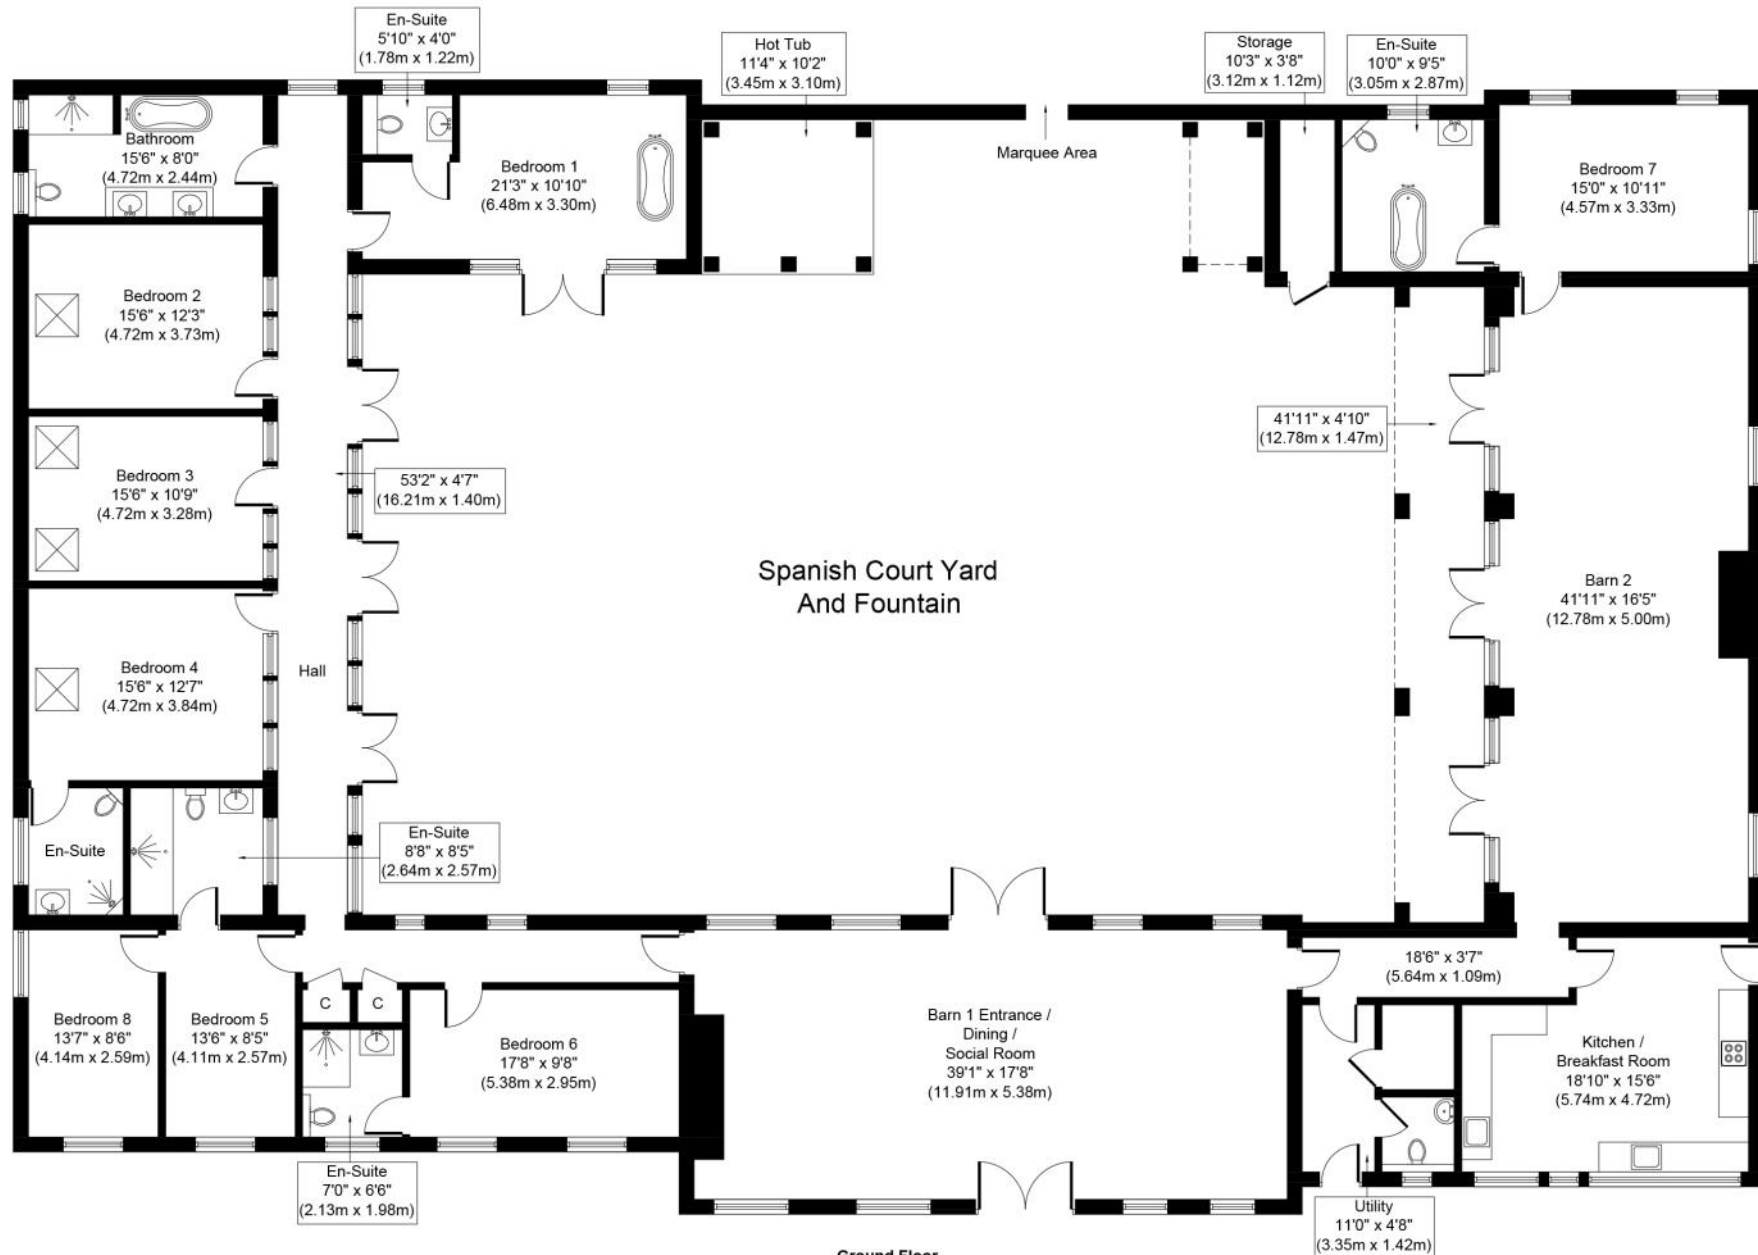 En-Suite
5'10" x 4'0"
(1.78m x 1.22m)
Hot Tub
11'4" x 10'2"
(3.45m x 3.10m)
Storage
10'3" x 3'8"
(3.12m x 1.12m)
En-Suite
10'0" x 9'5"
(3.05m x 2.87m)
Bathroom
15'6" x 8'0"
(4.72m x 2.44m)
Bedroom 1
21'3" x 10'10"
(6.48m x 3.30m)
Marquee Area
Bedroom 7
15'0" x 10'11"
(4.57m x 3.33m)
Bedroom 2
15'6" x 12'3"
(4.72m x 3.73m)
41'11" x 4'10"
(12.78m x 1.47m)
Bedroom 3
15'6" x 10'9"
(4.72m x 3.28m)
53'2" x 4'7"
(16.21m x 1.40m)
Spanish Court Yard
And Fountain
Barn 2
41'11" x 16'5"
(12.78m x 5.00m)
Bedroom 4
15'6" x 12'7"
(4.72m x 3.84m)
Hall
En-Suite
En-Suite
8'8" x 8'5"
(2.64m x 2.57m)
18'6" x 3'7"
(5.64m x 1.09m)
C
C
Bedroom 8
13'7" x 8'6"
(4.14m x 2.59m)
Bedroom 5
13'6" x 8'5"
(4.11m x 2.57m)
Bedroom 6
17'8" x 9'8"
(5.38m x 2.95m)
Barn 1 Entrance /
Dining /
Social Room
39'1" x 17'8"
(11.91m x 5.38m)
Kitchen /
Breakfast Room
18'10" x 15'6"
(5.74m x 4.72m)
En-Suite
7'0" x 6'6"
(2.13m x 1.98m)
Utility
11'0" x 4'8"
(3.35m x 1.42m)
Ground Floor